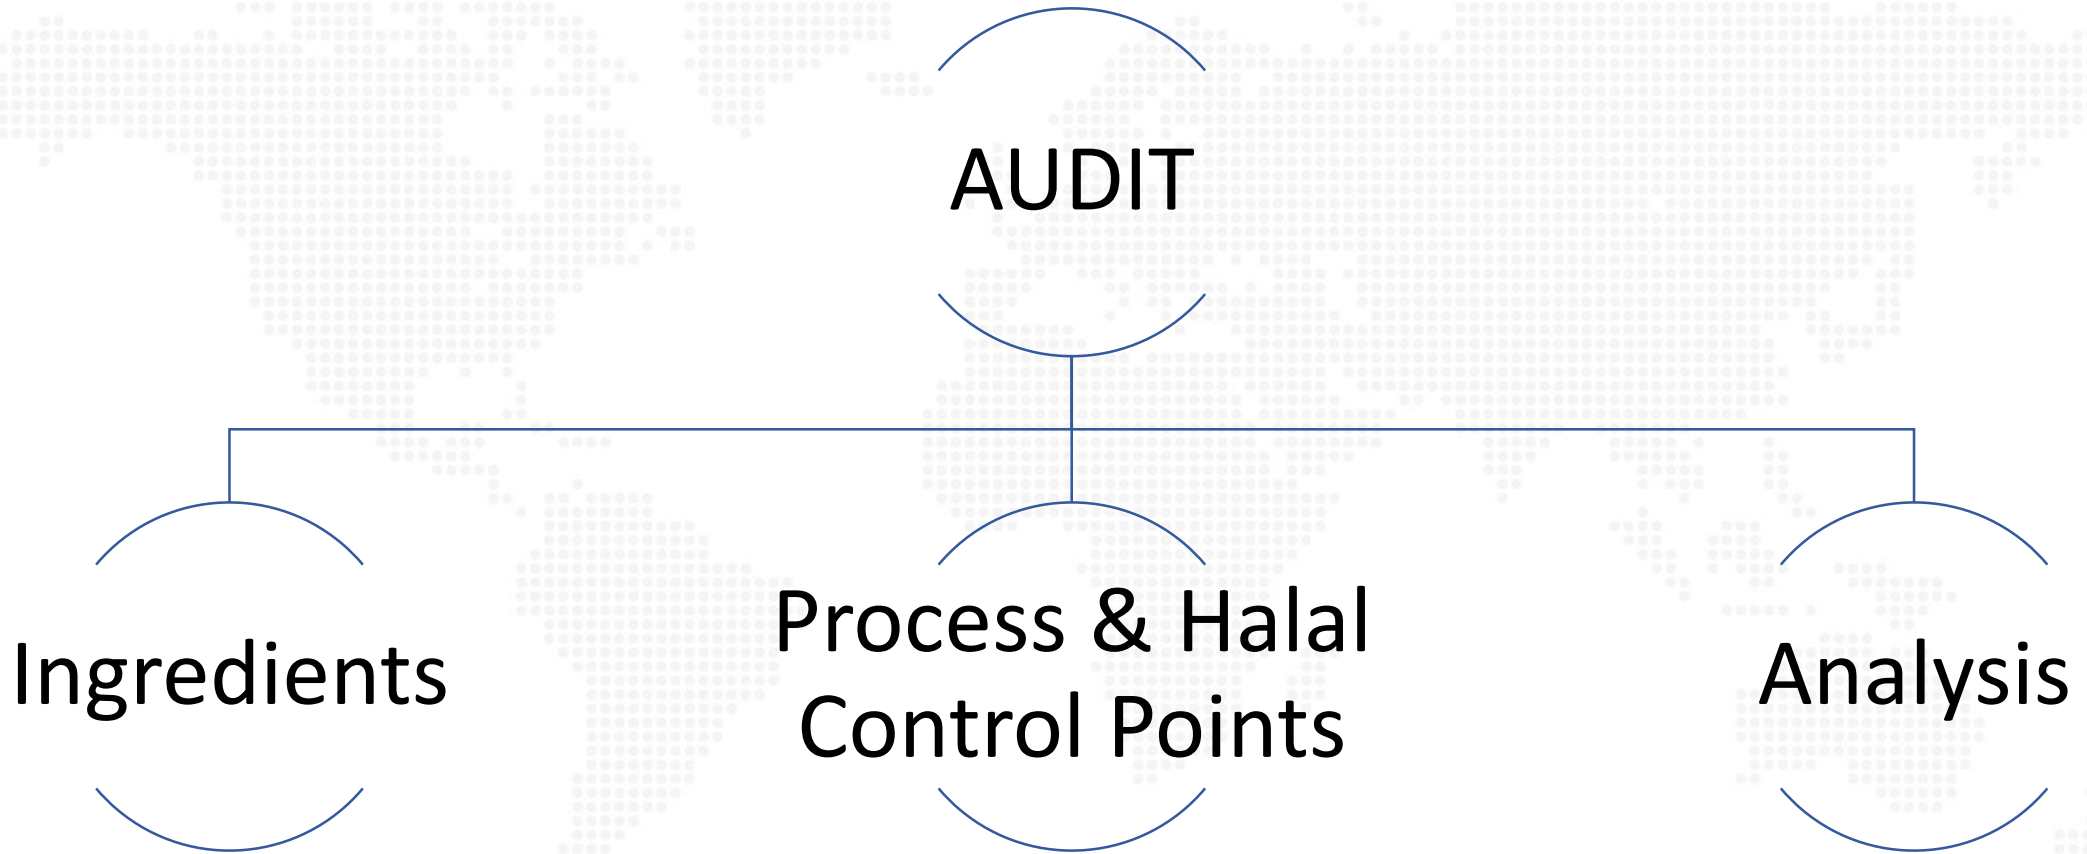 AUDIT
Ingredients
Process & Halal
Control Points
Analysis